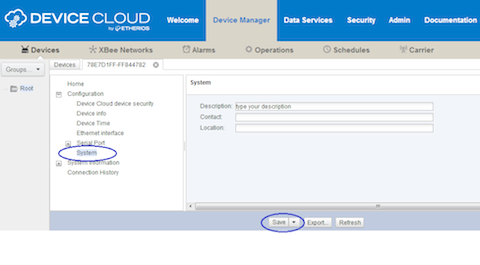 DEVICE CLOUD
by ETHERIOS
Welcome Device Manager Data Services Security Admin Documentation
Devices XBee Networks Alarms Operations Schedules Carrier
Groups... Devices
Root
Home
Configuration
Device Cloud device security
Device Info
Device Time
Ethernet interface
Serial Port
System
System Information
Connection History
System
Description: type your description
Contact:
Location:
Save Export... Refresh